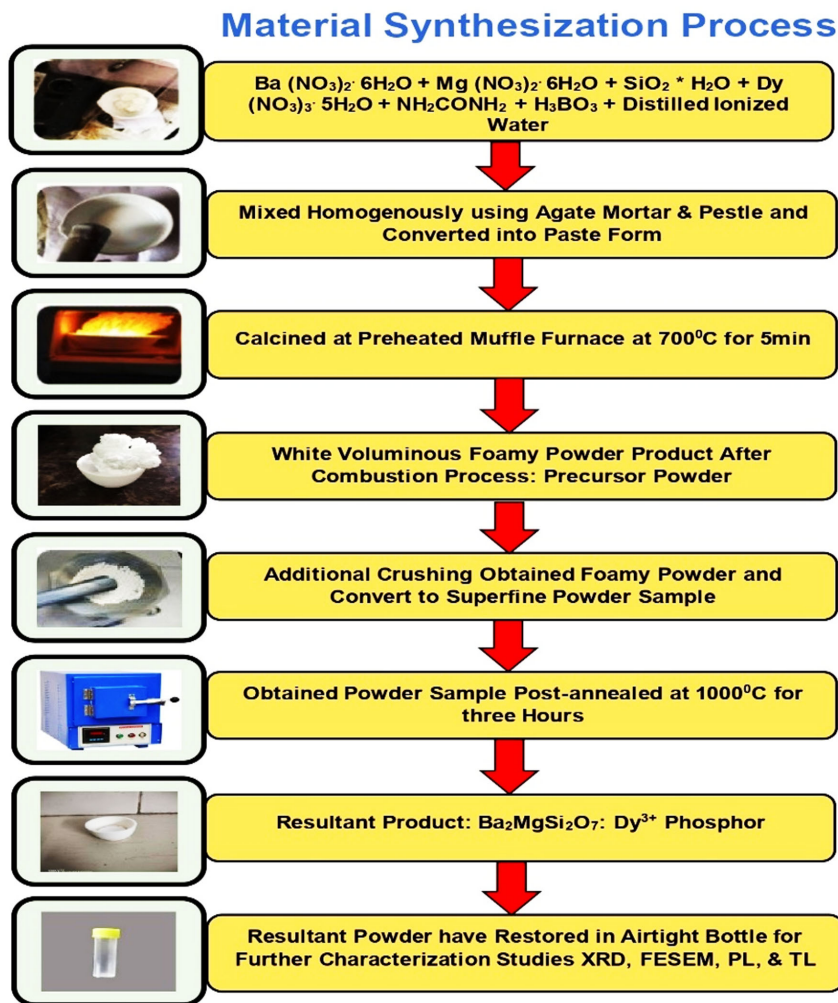 Material Synthesization Process
Ba (NO₃)₂· 6H₂O + Mg (NO₃)₂· 6H₂O + SiO₂ * H₂O + Dy
(NO₃)₃· 5H₂O + NH₂CONH₂ + H₃BO₃ + Distilled Ionized
Water
Mixed Homogenously using Agate Mortar & Pestle and
Converted into Paste Form
Calcined at Preheated Muffle Furnace at 700⁰C for 5min
White Voluminous Foamy Powder Product After
Combustion Process: Precursor Powder
Additional Crushing Obtained Foamy Powder and
Convert to Superfine Powder Sample
Obtained Powder Sample Post-annealed at 1000⁰C for
three Hours
Resultant Product: Ba₂MgSi₂O₇: Dy³⁺ Phosphor
Resultant Powder have Restored in Airtight Bottle for
Further Characterization Studies XRD, FESEM, PL, & TL